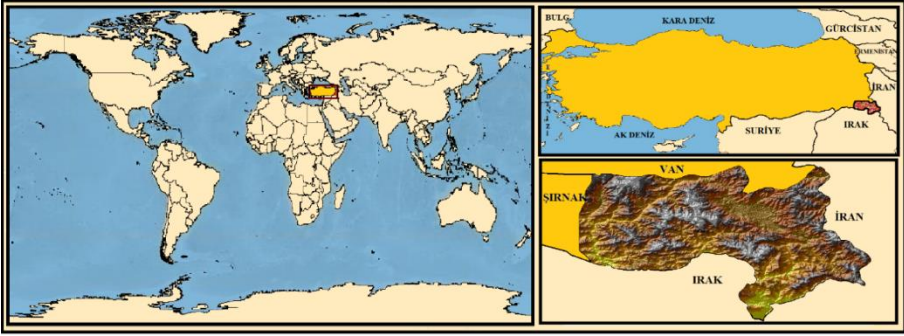 BULG.
KARA DENİZ
GÜRCİSTAN
ERMENİSTAN
İRAN
AK DENİZ
SURİYE
IRAK
VAN
ŞIRNAK
İRAN
IRAK